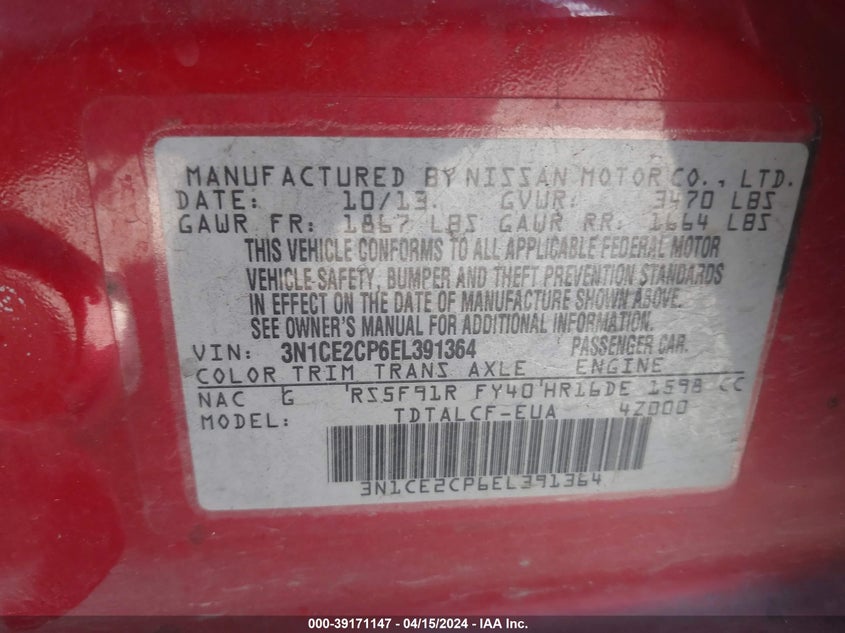 MANUFACTURED BY NISSAN MOTOR CO., LTD.
DATE: 10/13 GVWR: 3470 LBS
GAWR FR: 1867 LBS GAWR RR: 1664 LBS
THIS VEHICLE CONFORMS TO ALL APPLICABLE FEDERAL MOTOR
VEHICLE SAFETY, BUMPER AND THEFT PREVENTION STANDARDS
IN EFFECT ON THE DATE OF MANUFACTURE SHOWN ABOVE.
SEE OWNER'S MANUAL FOR ADDITIONAL INFORMATION.
VIN: 3N1CE2CP6EL391364 PASSENGER CAR.
COLOR TRIM TRANS AXLE ENGINE
NAC G RS5F91R FY40 HR16DE 1598 CC
MODEL: TDTALCF-EUA 4Z000
3N1CE2CP6EL391364
000-39171147 - 04/15/2024 - IAA Inc.